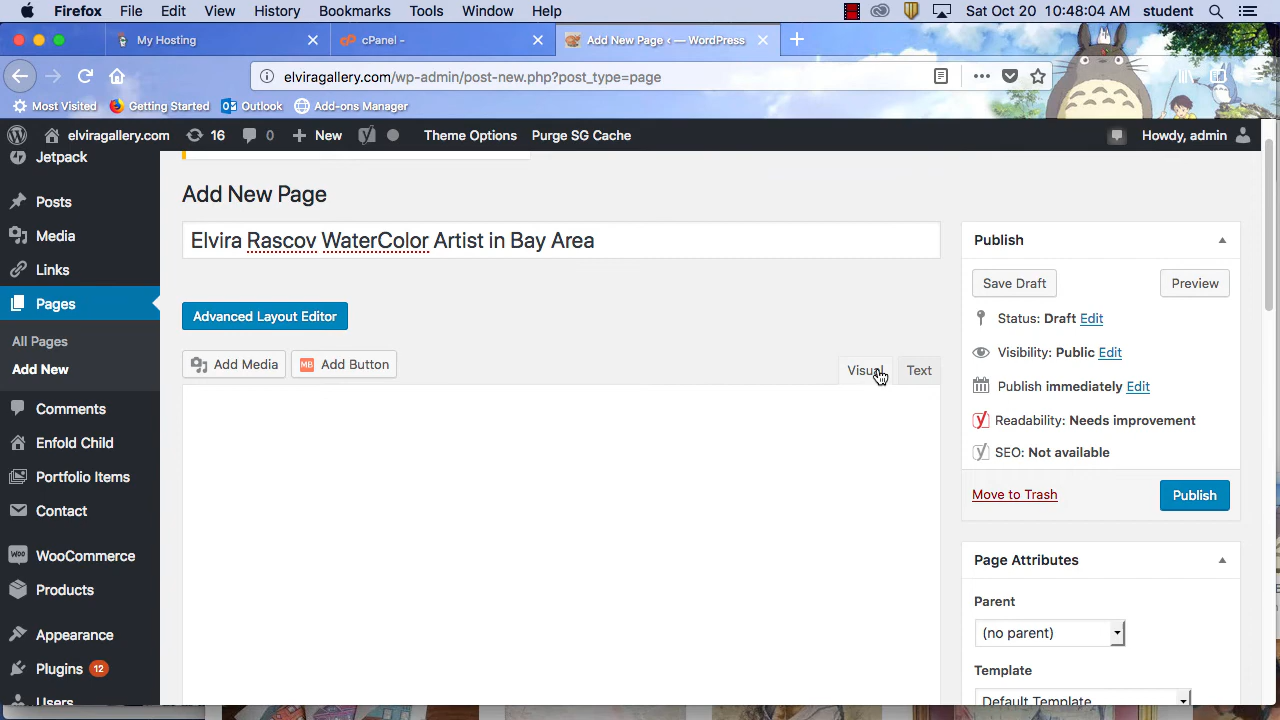 Firefox File Edit View History Bookmarks Tools Window Help Sat Oct 20 10:48:04 AM student
My Hosting cPanel - Add New Page ‹ — WordPress
elviragallery.com/wp-admin/post-new.php?post_type=page
Most Visited Getting Started Outlook Add-ons Manager
elviragallery.com 16 0 New Theme Options Purge SG Cache Howdy, admin
Jetpack
Posts
Media
Links
Pages
All Pages
Add New
Comments
Enfold Child
Portfolio Items
Contact
WooCommerce
Products
Appearance
Plugins 12
Users
Add New Page
Elvira Rascov WaterColor Artist in Bay Area
Advanced Layout Editor
Add Media MB Add Button Visual Text
Publish
Save Draft Preview
Status: Draft Edit
Visibility: Public Edit
Publish immediately Edit
Readability: Needs improvement
SEO: Not available
Move to Trash Publish
Page Attributes
Parent
(no parent)
Template
Default Template